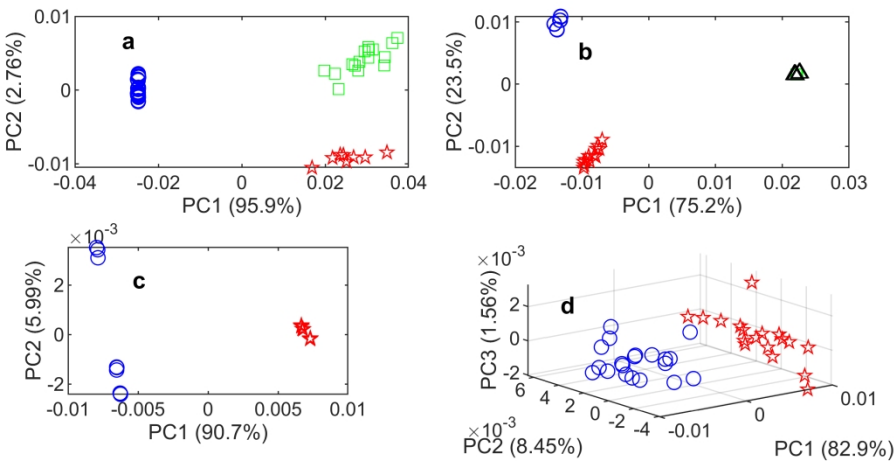 a
0.01
0
-0.01
PC2 (2.76%)
-0.04 -0.02 0 0.02 0.04
PC1 (95.9%)
b
0.01
0
-0.01
PC2 (23.5%)
-0.02 -0.01 0 0.01 0.02 0.03
PC1 (75.2%)
×10⁻³
c
2
0
-2
PC2 (5.99%)
-0.01 -0.005 0 0.005 0.01
PC1 (90.7%)
×10⁻³
d
2
0
-2
PC3 (1.56%)
6 4 2 0 -2 -4
×10⁻³
PC2 (8.45%)
-0.01 0 0.01
PC1 (82.9%)